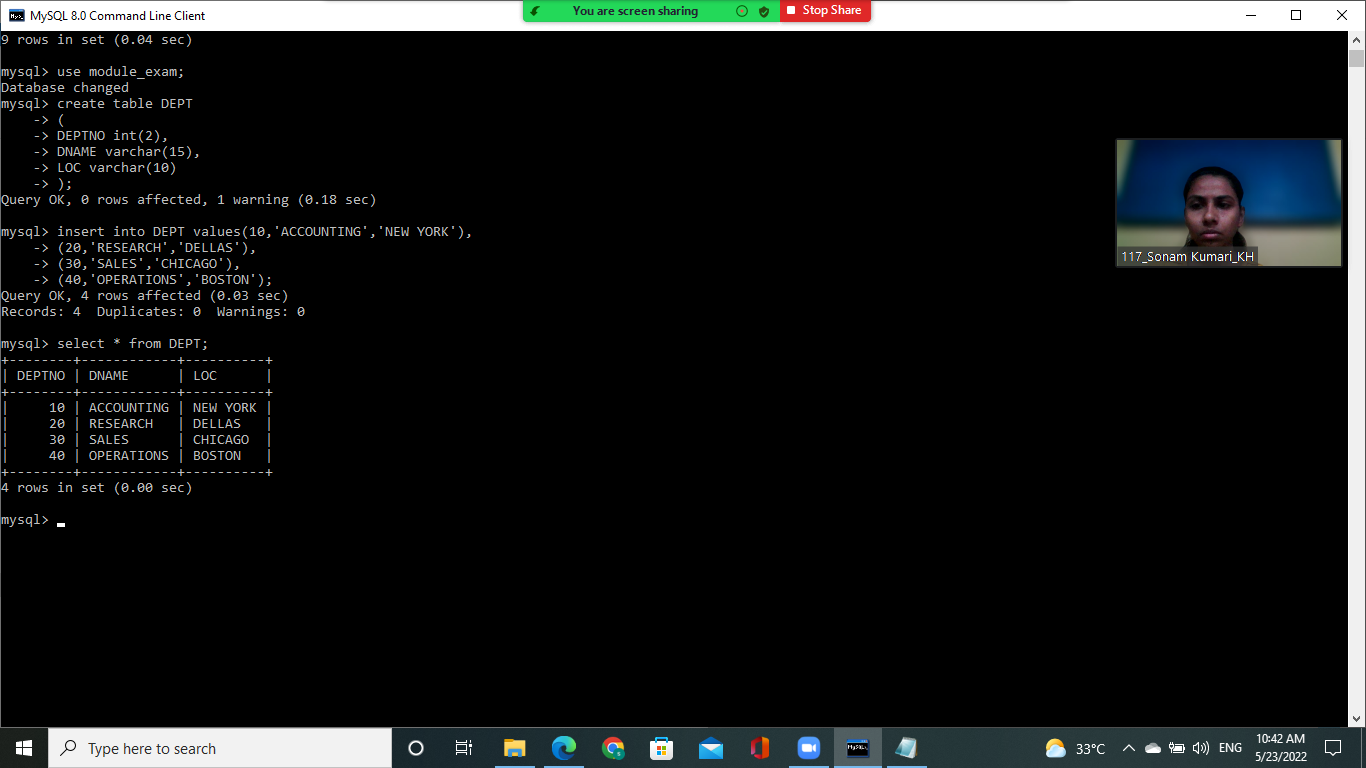 MySQL 8.0 Command Line Client
You are screen sharing
Stop Share
9 rows in set (0.04 sec)

mysql> use module_exam;
Database changed
mysql> create table DEPT
    -> (
    -> DEPTNO int(2),
    -> DNAME varchar(15),
    -> LOC varchar(10)
    -> );
Query OK, 0 rows affected, 1 warning (0.18 sec)

mysql> insert into DEPT values(10,'ACCOUNTING','NEW YORK'),
    -> (20,'RESEARCH','DELLAS'),
    -> (30,'SALES','CHICAGO'),
    -> (40,'OPERATIONS','BOSTON');
Query OK, 4 rows affected (0.03 sec)
Records: 4  Duplicates: 0  Warnings: 0

mysql> select * from DEPT;
+--------+------------+----------+
| DEPTNO | DNAME      | LOC      |
+--------+------------+----------+
|     10 | ACCOUNTING | NEW YORK |
|     20 | RESEARCH   | DELLAS   |
|     30 | SALES      | CHICAGO  |
|     40 | OPERATIONS | BOSTON   |
+--------+------------+----------+
4 rows in set (0.00 sec)

mysql>
117_Sonam Kumari_KH
Type here to search
MySQL
33°C
ENG
10:42 AM
5/23/2022